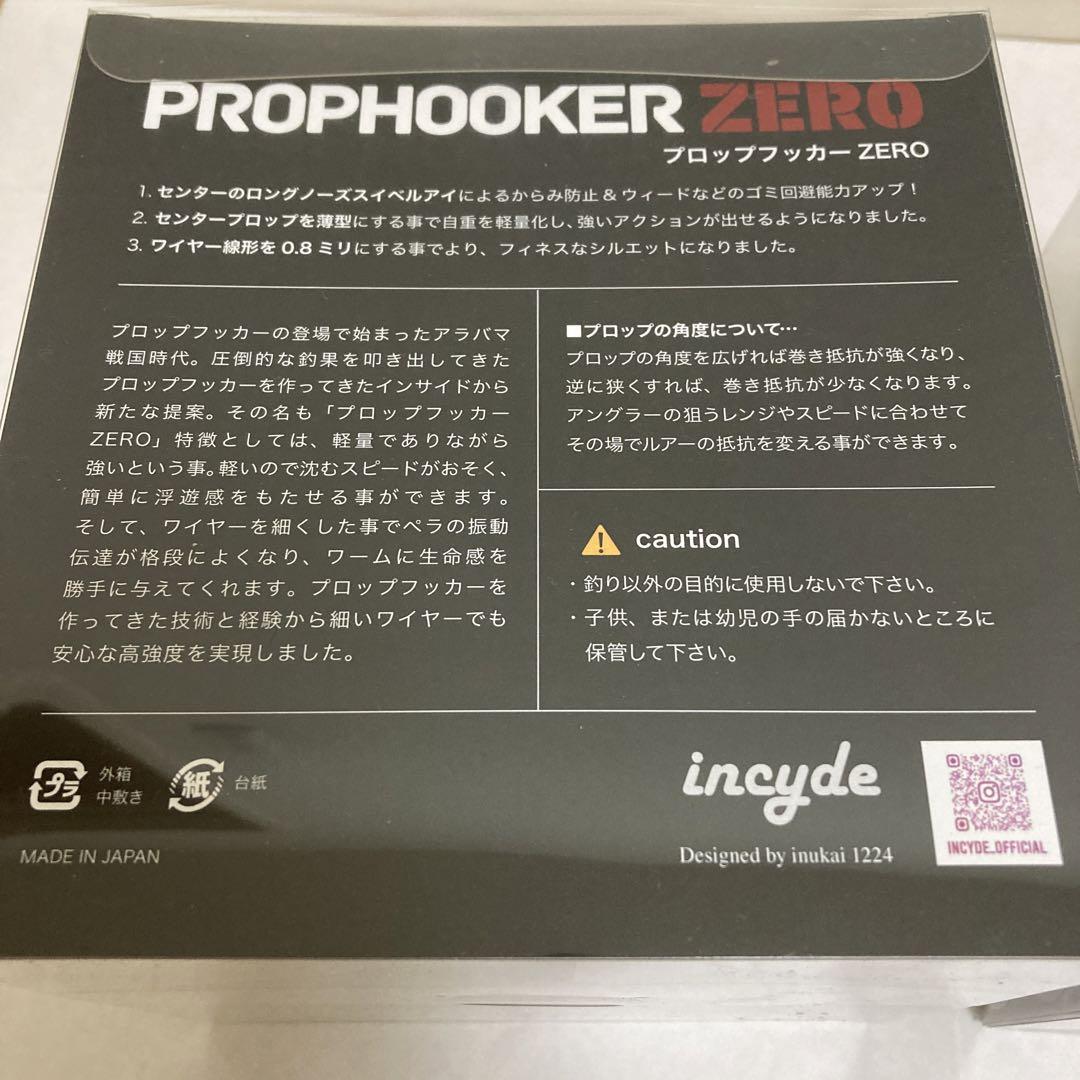 PROPHOOKER ZERO
プロップフッカー ZERO
1. センターのロングノーズスイベルアイによるからみ防止 & ウィードなどのゴミ回避能力アップ！
2. センタープロップを薄型にする事で自重を軽量化し、強いアクションが出せるようになりました。
3. ワイヤー線形を 0.8 ミリにする事でより、フィネスなシルエットになりました。
プロップフッカーの登場で始まったアラバマ
戦国時代。圧倒的な釣果を叩き出してきた
プロップフッカーを作ってきたインサイドから
新たな提案。その名も「プロップフッカー
ZERO」特徴としては、軽量でありながら
強いという事。軽いので沈むスピードがおそく、
簡単に浮遊感をもたせる事ができます。
そして、ワイヤーを細くした事でペラの振動
伝達が格段によくなり、ワームに生命感を
勝手に与えてくれます。プロップフッカーを
作ってきた技術と経験から細いワイヤーでも
安心な高強度を実現しました。
■プロップの角度について…
プロップの角度を広げれば巻き抵抗が強くなり、
逆に狭くすれば、巻き抵抗が少なくなります。
アングラーの狙うレンジやスピードに合わせて
その場でルアーの抵抗を変える事ができます。
caution
・釣り以外の目的に使用しないで下さい。
・子供、または幼児の手の届かないところに
保管して下さい。
プラ 外箱
中敷き
紙 台紙
MADE IN JAPAN
incyde
Designed by inukai 1224
INCYDE_OFFICIAL